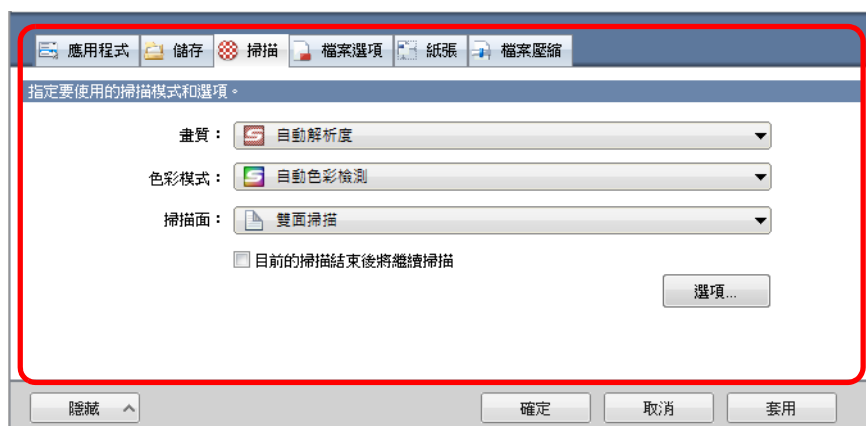 應用程式 儲存 掃描 檔案選項 紙張 檔案壓縮
指定要使用的掃描模式和選項。
畫質： 自動解析度
色彩模式： 自動色彩檢測
掃描面： 雙面掃描
目前的掃描結束後將繼續掃描
選項...
隱藏 確定 取消 套用